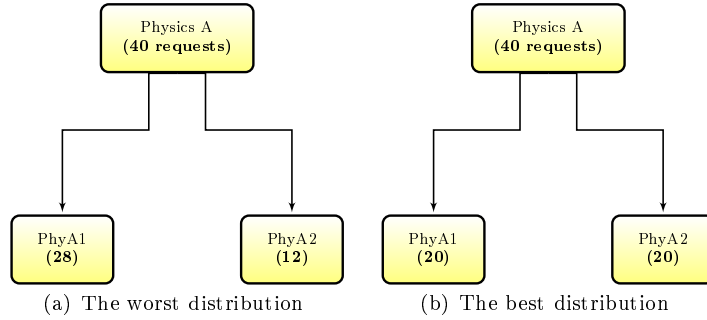 Physics A
(40 requests)
PhyA1
(28)
PhyA2
(12)
(a) The worst distribution
Physics A
(40 requests)
PhyA1
(20)
PhyA2
(20)
(b) The best distribution